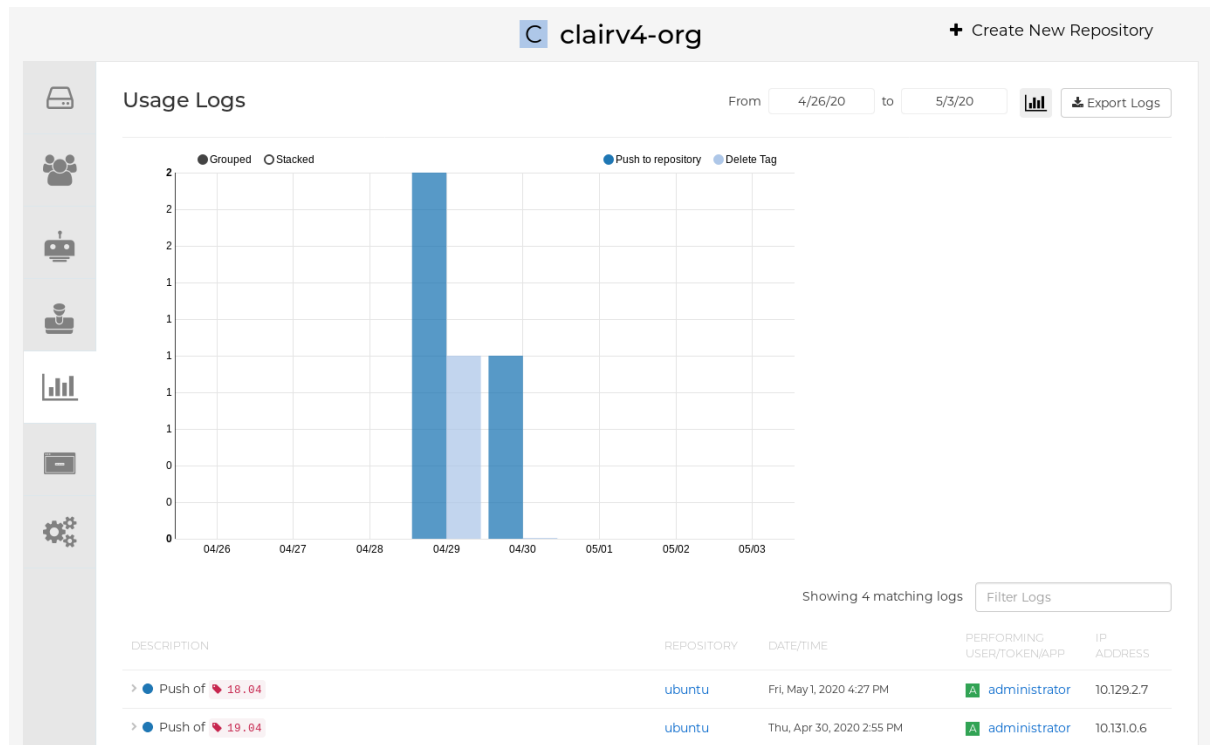 C clairv4-org
+ Create New Repository
Usage Logs
From 4/26/20 to 5/3/20
Export Logs
Grouped Stacked
Push to repository Delete Tag
2
2
2
1
1
1
1
1
0
0
0
04/26 04/27 04/28 04/29 04/30 05/01 05/02 05/03
Showing 4 matching logs Filter Logs
DESCRIPTION REPOSITORY DATE/TIME PERFORMING USER/TOKEN/APP IP ADDRESS
Push of 18.04 ubuntu Fri, May 1, 2020 4:27 PM A administrator 10.129.2.7
Push of 19.04 ubuntu Thu, Apr 30, 2020 2:55 PM A administrator 10.131.0.6